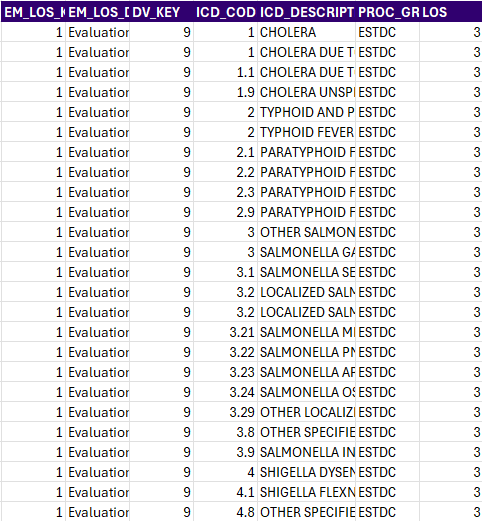 EM_LOS_K EM_LOS_D DV_KEY ICD_COD ICD_DESCRIPT PROC_GR LOS
1 Evaluation 9 1 CHOLERA ESTDC 3
1 Evaluation 9 1 CHOLERA DUE T ESTDC 3
1 Evaluation 9 1.1 CHOLERA DUE T ESTDC 3
1 Evaluation 9 1.9 CHOLERA UNSP ESTDC 3
1 Evaluation 9 2 TYPHOID AND P ESTDC 3
1 Evaluation 9 2 TYPHOID FEVER ESTDC 3
1 Evaluation 9 2.1 PARATYPHOID F ESTDC 3
1 Evaluation 9 2.2 PARATYPHOID F ESTDC 3
1 Evaluation 9 2.3 PARATYPHOID F ESTDC 3
1 Evaluation 9 2.9 PARATYPHOID F ESTDC 3
1 Evaluation 9 3 OTHER SALMON ESTDC 3
1 Evaluation 9 3 SALMONELLA GA ESTDC 3
1 Evaluation 9 3.1 SALMONELLA SE ESTDC 3
1 Evaluation 9 3.2 LOCALIZED SALM ESTDC 3
1 Evaluation 9 3.2 LOCALIZED SALM ESTDC 3
1 Evaluation 9 3.21 SALMONELLA ME ESTDC 3
1 Evaluation 9 3.22 SALMONELLA PN ESTDC 3
1 Evaluation 9 3.23 SALMONELLA AR ESTDC 3
1 Evaluation 9 3.24 SALMONELLA OS ESTDC 3
1 Evaluation 9 3.29 OTHER LOCALIZ ESTDC 3
1 Evaluation 9 3.8 OTHER SPECIFIE ESTDC 3
1 Evaluation 9 3.9 SALMONELLA IN ESTDC 3
1 Evaluation 9 4 SHIGELLA DYSEN ESTDC 3
1 Evaluation 9 4.1 SHIGELLA FLEXN ESTDC 3
1 Evaluation 9 4.8 OTHER SPECIFIE ESTDC 3